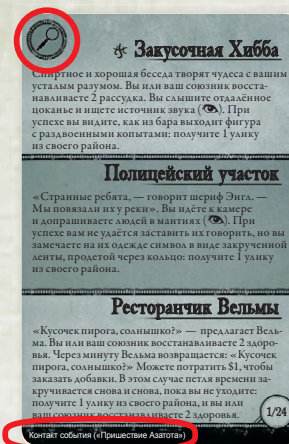 Закусочная Хибба
Спиртное и хорошая беседа творят чудеса с вашим
усталым разумом. Вы или ваш союзник восста-
навливаете 2 рассудка. Вы слышите отдалённое
цоканье и ищете источник звука (). При
успехе вы видите, как из бара выходит фигура
с раздвоенными копытами: получите 1 улику
из своего района.
Полицейский участок
«Странные ребята, — говорит шериф Энгл. —
Мы повязали их у реки». Вы идёте к камере
и допрашиваете людей в мантиях (). При
успехе вам не удаётся заставить их говорить, но вы
замечаете на их одежде символ в виде закрученной
ленты, продетой через кольцо: получите 1 улику
из своего района.
Ресторанчик Вельмы
«Кусочек пирога, солнышко?» — предлагает Вель-
ма. Вы или ваш союзник восстанавливаете 2 здоро-
вья. Через минуту Вельма возвращается: «Кусочек
пирога, солнышко?» Можете потратить $1, чтобы
заказать добавки. В этом случае петля времени за-
кручивается снова и снова, пока вы не уходите:
получите 1 улику из своего района, и вы или
ваш союзник восстанавливаете 2 здоровья.
1/24
Контакт события («Пришествие Азатота»)